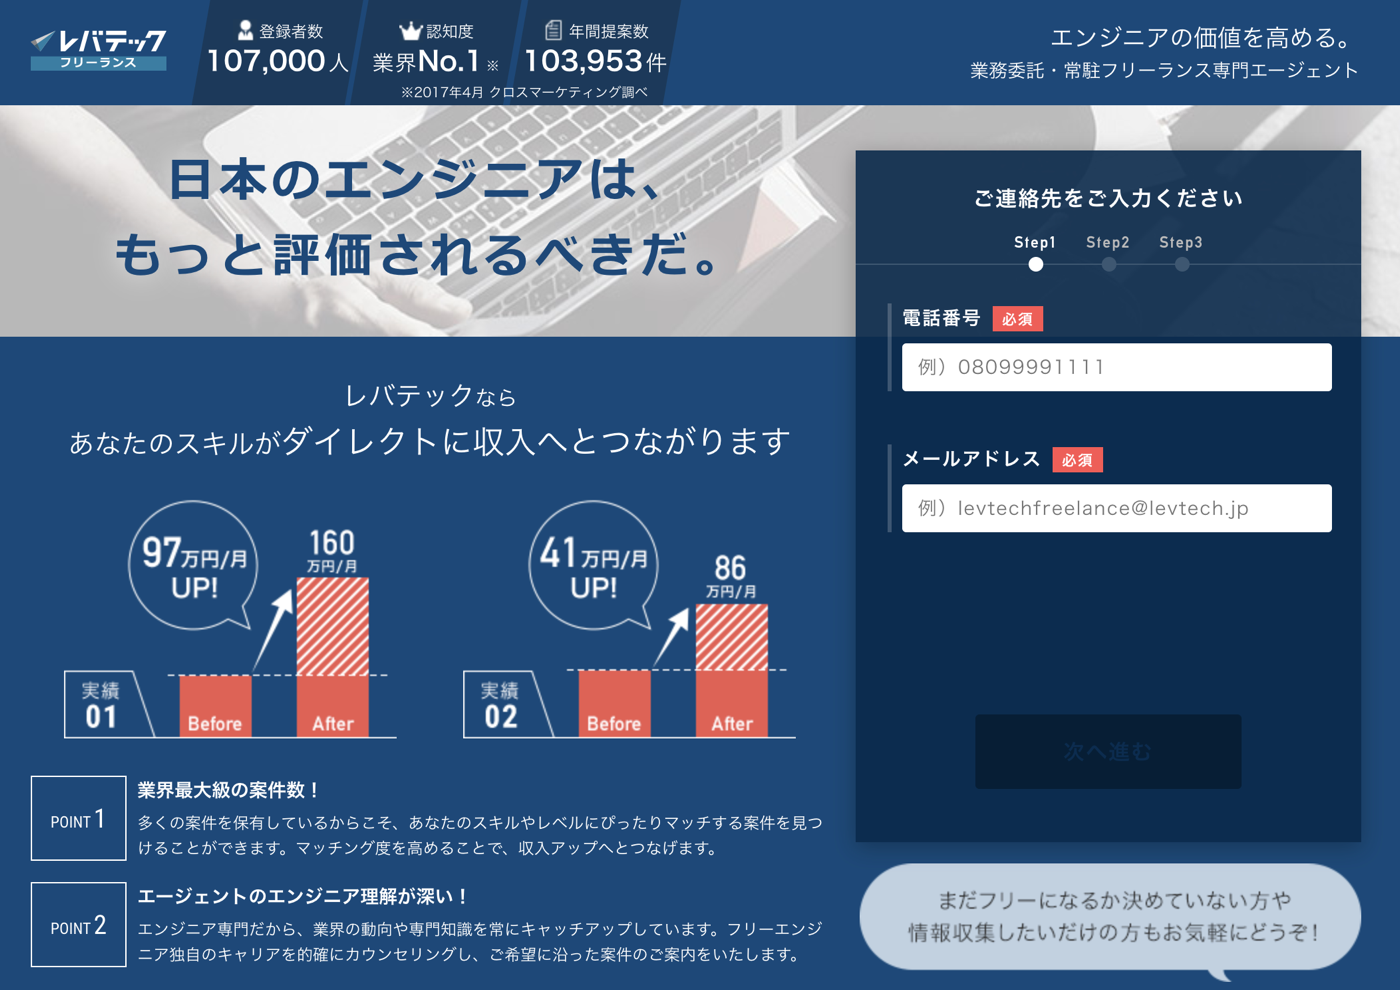 レバテック
フリーランス
登録者数
107,000人
認知度
業界No.1 ※
年間提案数
103,953件
※2017年4月 クロスマーケティング調べ
エンジニアの価値を高める。
業務委託・常駐フリーランス専門エージェント
日本のエンジニアは、
もっと評価されるべきだ。
レバテックなら
あなたのスキルがダイレクトに収入へとつながります
97万円/月
UP!
160
万円/月
実績
01
Before
After
41万円/月
UP!
86
万円/月
実績
02
Before
After
POINT 1
業界最大級の案件数！
多くの案件を保有しているからこそ、あなたのスキルやレベルにぴったりマッチする案件を見つ
けることができます。マッチング度を高めることで、収入アップへとつなげます。
POINT 2
エージェントのエンジニア理解が深い！
エンジニア専門だから、業界の動向や専門知識を常にキャッチアップしています。フリーエンジ
ニア独自のキャリアを的確にカウンセリングし、ご希望に沿った案件のご案内をいたします。
ご連絡先をご入力ください
Step1 Step2 Step3
電話番号 必須
例）08099991111
メールアドレス 必須
例）levtechfreelance@levtech.jp
次へ進む
まだフリーになるか決めていない方や
情報収集したいだけの方もお気軽にどうぞ！